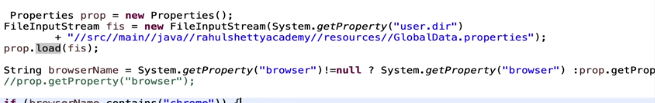 Properties prop = new Properties();
FileInputStream fis = new FileInputStream(System.getProperty("user.dir")
+ "//src//main//java//rahulshettyacademy//resources//GlobalData.properties");
prop.load(fis);
String browserName = System.getProperty("browser")!=null ? System.getProperty("browser") :prop.getProp
//prop.getProperty("browser");
if (browserName.contains("chrome")) {